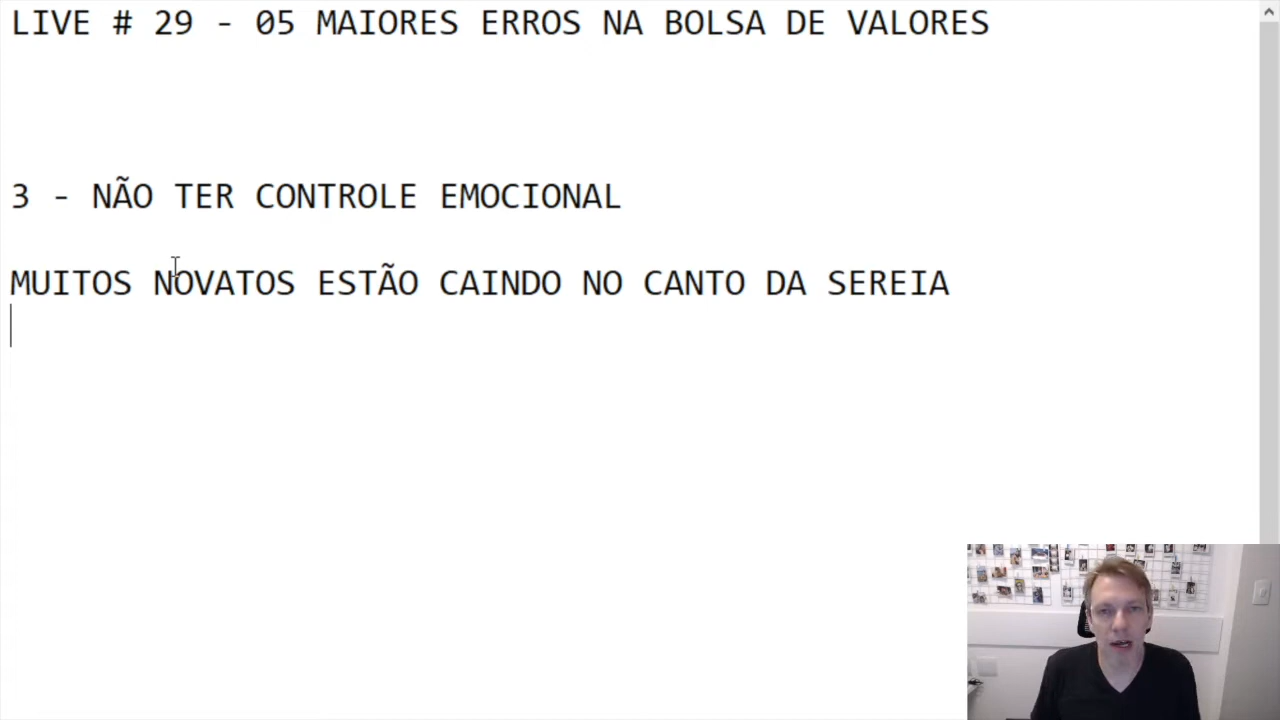 LIVE # 29 - 05 MAIORES ERROS NA BOLSA DE VALORES
3 - NÃO TER CONTROLE EMOCIONAL
MUITOS NOVATOS ESTÃO CAINDO NO CANTO DA SEREIA